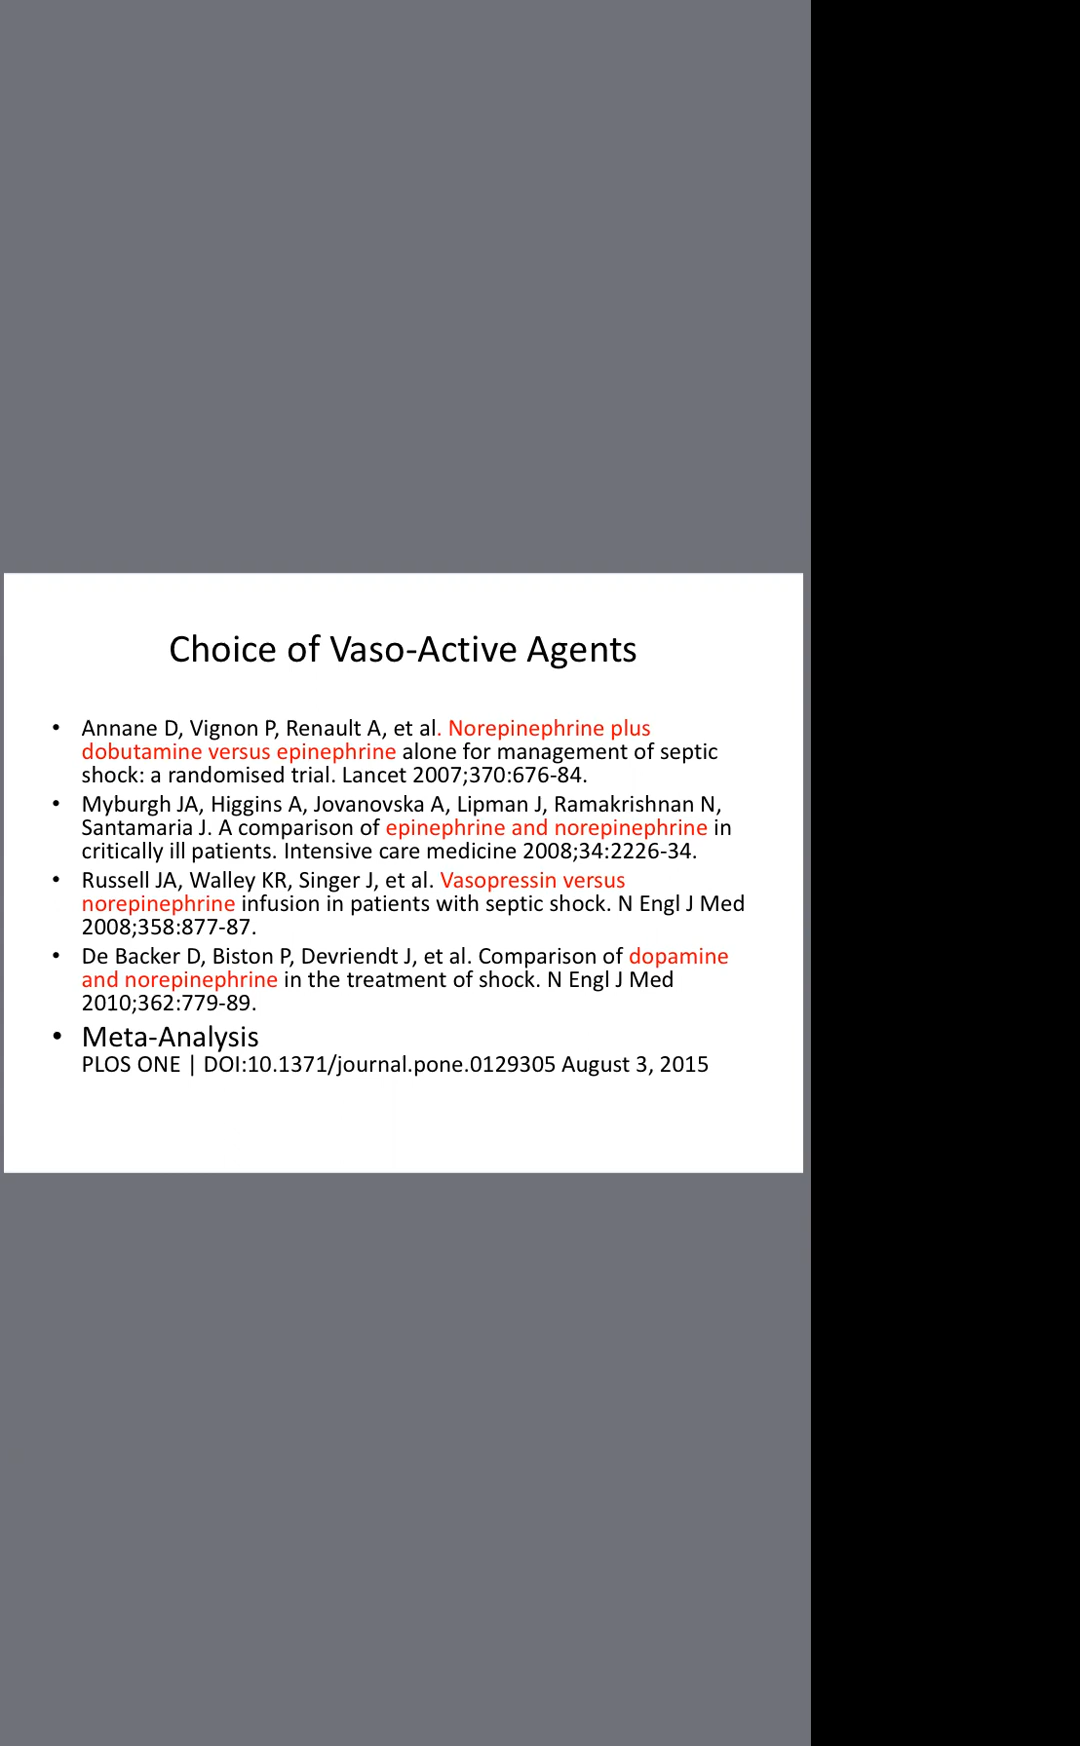 Choice of Vaso-Active Agents
• Annane D, Vignon P, Renault A, et al. Norepinephrine plus
dobutamine versus epinephrine alone for management of septic
shock: a randomised trial. Lancet 2007;370:676-84.
• Myburgh JA, Higgins A, Jovanovska A, Lipman J, Ramakrishnan N,
Santamaria J. A comparison of epinephrine and norepinephrine in
critically ill patients. Intensive care medicine 2008;34:2226-34.
• Russell JA, Walley KR, Singer J, et al. Vasopressin versus
norepinephrine infusion in patients with septic shock. N Engl J Med
2008;358:877-87.
• De Backer D, Biston P, Devriendt J, et al. Comparison of dopamine
and norepinephrine in the treatment of shock. N Engl J Med
2010;362:779-89.
• Meta-Analysis
PLOS ONE | DOI:10.1371/journal.pone.0129305 August 3, 2015